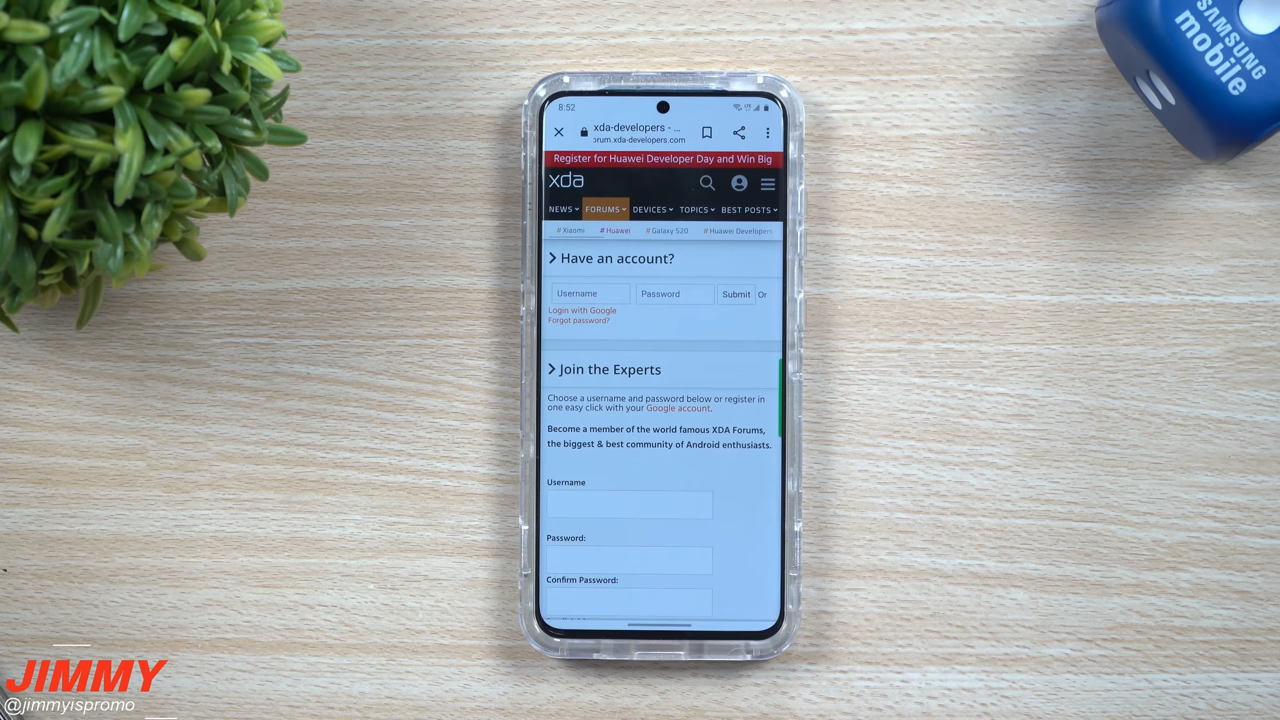 SAMSUNG
mobile
8:52
xda-developers - ...
orum.xda-developers.com
Register for Huawei Developer Day and Win Big
xda
NEWS FORUMS DEVICES TOPICS BEST POSTS
# Xiaomi # Huawei # Galaxy S20 # Huawei Developers
Have an account?
Username Password Submit Or
Login with Google
Forgot password?
Join the Experts
Choose a username and password below or register in
one easy click with your Google account.
Become a member of the world famous XDA Forums,
the biggest & best community of Android enthusiasts.
Username
Password:
Confirm Password:
JIMMY
@jimmyispromo